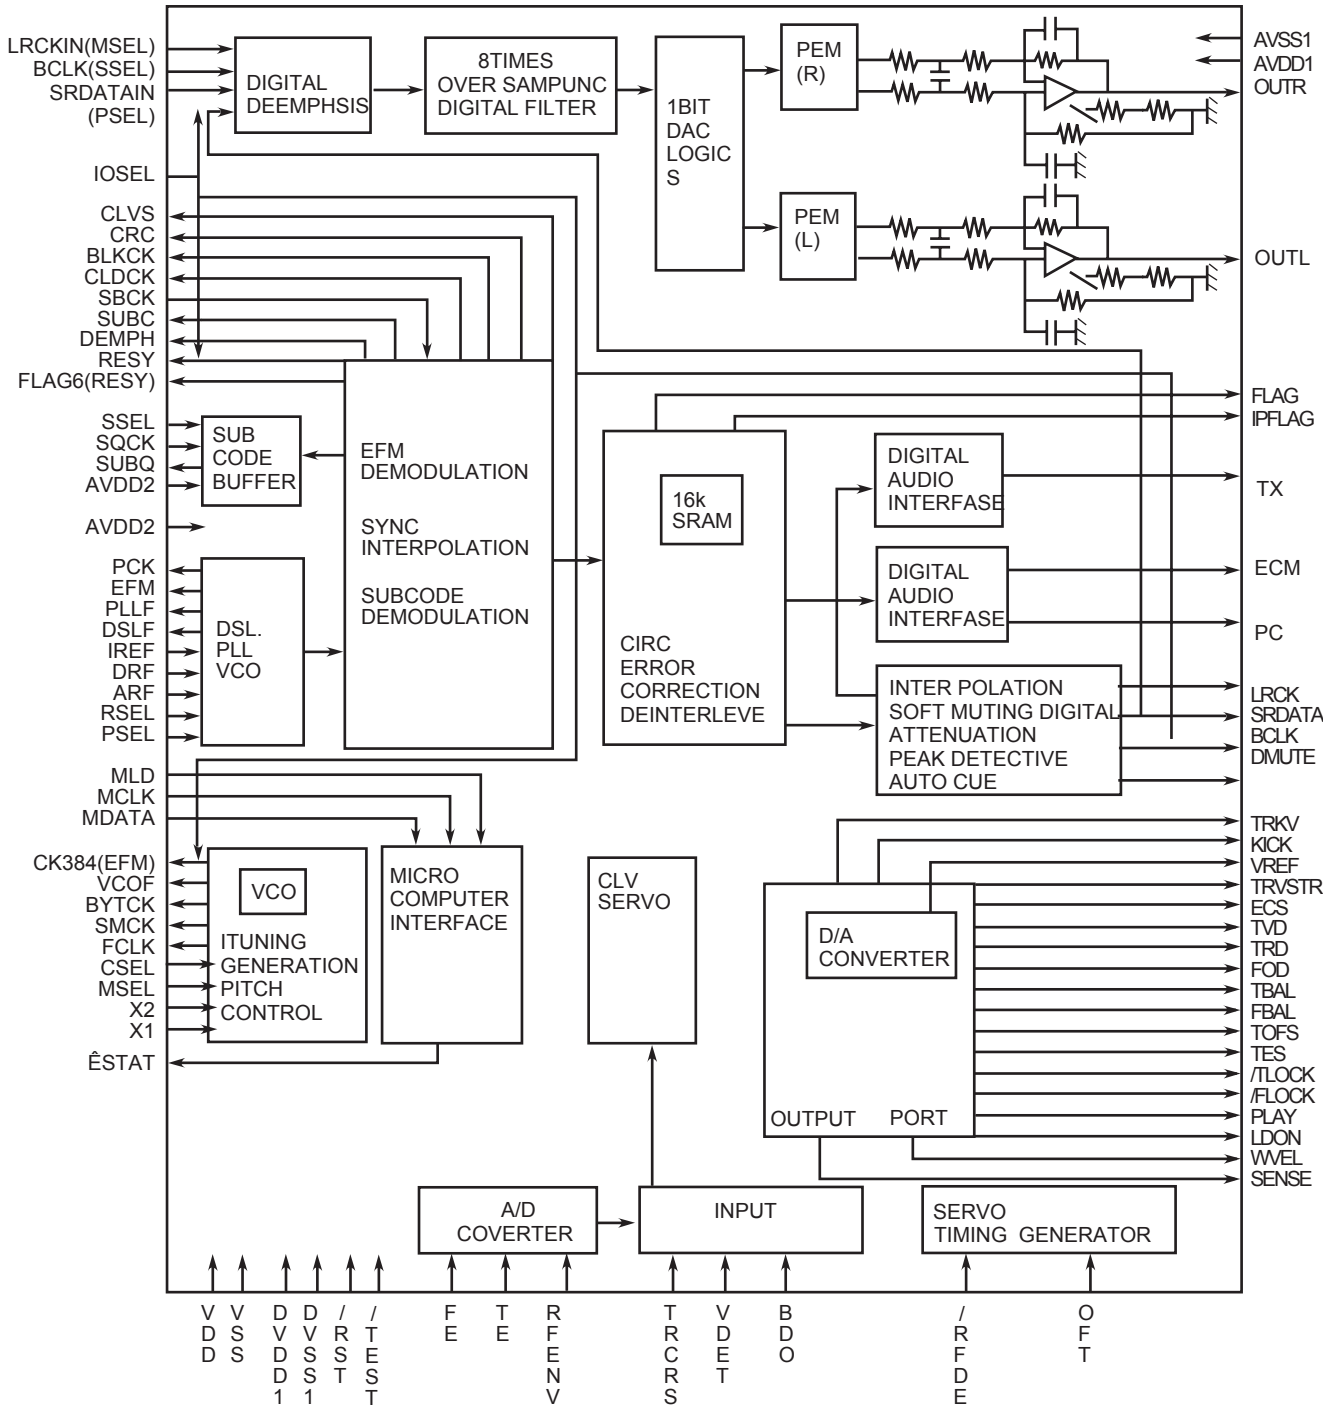 LRCKIN(MSEL)
BCLK(SSEL)
SRDATAIN
(PSEL)
IOSEL
CLVS
CRC
BLKCK
CLDCK
SBCK
SUBC
DEMPH
RESY
FLAG6(RESY)
SSEL
SQCK
SUBQ
AVDD2
AVDD2
PCK
EFM
PLLF
DSLF
IREF
DRF
ARF
RSEL
PSEL
MLD
MCLK
MDATA
CK384(EFM)
VCOF
BYTCK
SMCK
FCLK
CSEL
MSEL
X2
X1
ÊSTAT
DIGITAL
DEEMPHSIS
8TIMES
OVER SAMPUNC
DIGITAL FILTER
1BIT
DAC
LOGIC
S
PEM
(R)
PEM
(L)
SUB
CODE
BUFFER
EFM
DEMODULATION
SYNC
INTERPOLATION
SUBCODE
DEMODULATION
DSL.
PLL
VCO
16k
SRAM
CIRC
ERROR
CORRECTION
DEINTERLEVE
DIGITAL
AUDIO
INTERFASE
DIGITAL
AUDIO
INTERFASE
INTER POLATION
SOFT MUTING DIGITAL
ATTENUATION
PEAK DETECTIVE
AUTO CUE
VCO
ITUNING
GENERATION
PITCH
CONTROL
MICRO
COMPUTER
INTERFACE
CLV
SERVO
D/A
CONVERTER
OUTPUT PORT
A/D
COVERTER
INPUT
SERVO
TIMING GENERATOR
AVSS1
AVDD1
OUTR
OUTL
FLAG
IPFLAG
TX
ECM
PC
LRCK
SRDATA
BCLK
DMUTE
TRKV
KICK
VREF
TRVSTR
ECS
TVD
TRD
FOD
TBAL
FBAL
TOFS
TES
/TLOCK
/FLOCK
PLAY
LDON
WVEL
SENSE
VDD
VSS
DVDD1
DVSS1
/RST
/TEST
FE
TE
RFENV
TRCRS
VDET
BDO
/RFDE
OFT